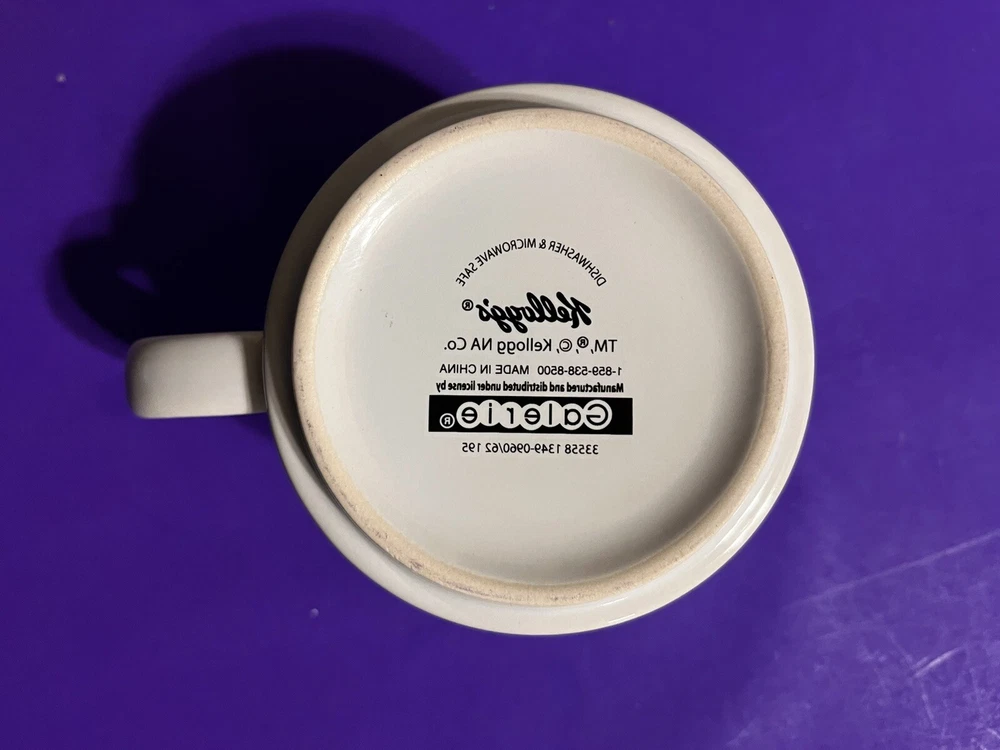 DISHWASHER & MICROWAVE SAFE
Kellogg's®
TM,®,©, Kellogg NA Co.
1-859-538-8500 MADE IN CHINA
Manufactured and distributed under license by
Galerie®
33558 1349-0960/62 195